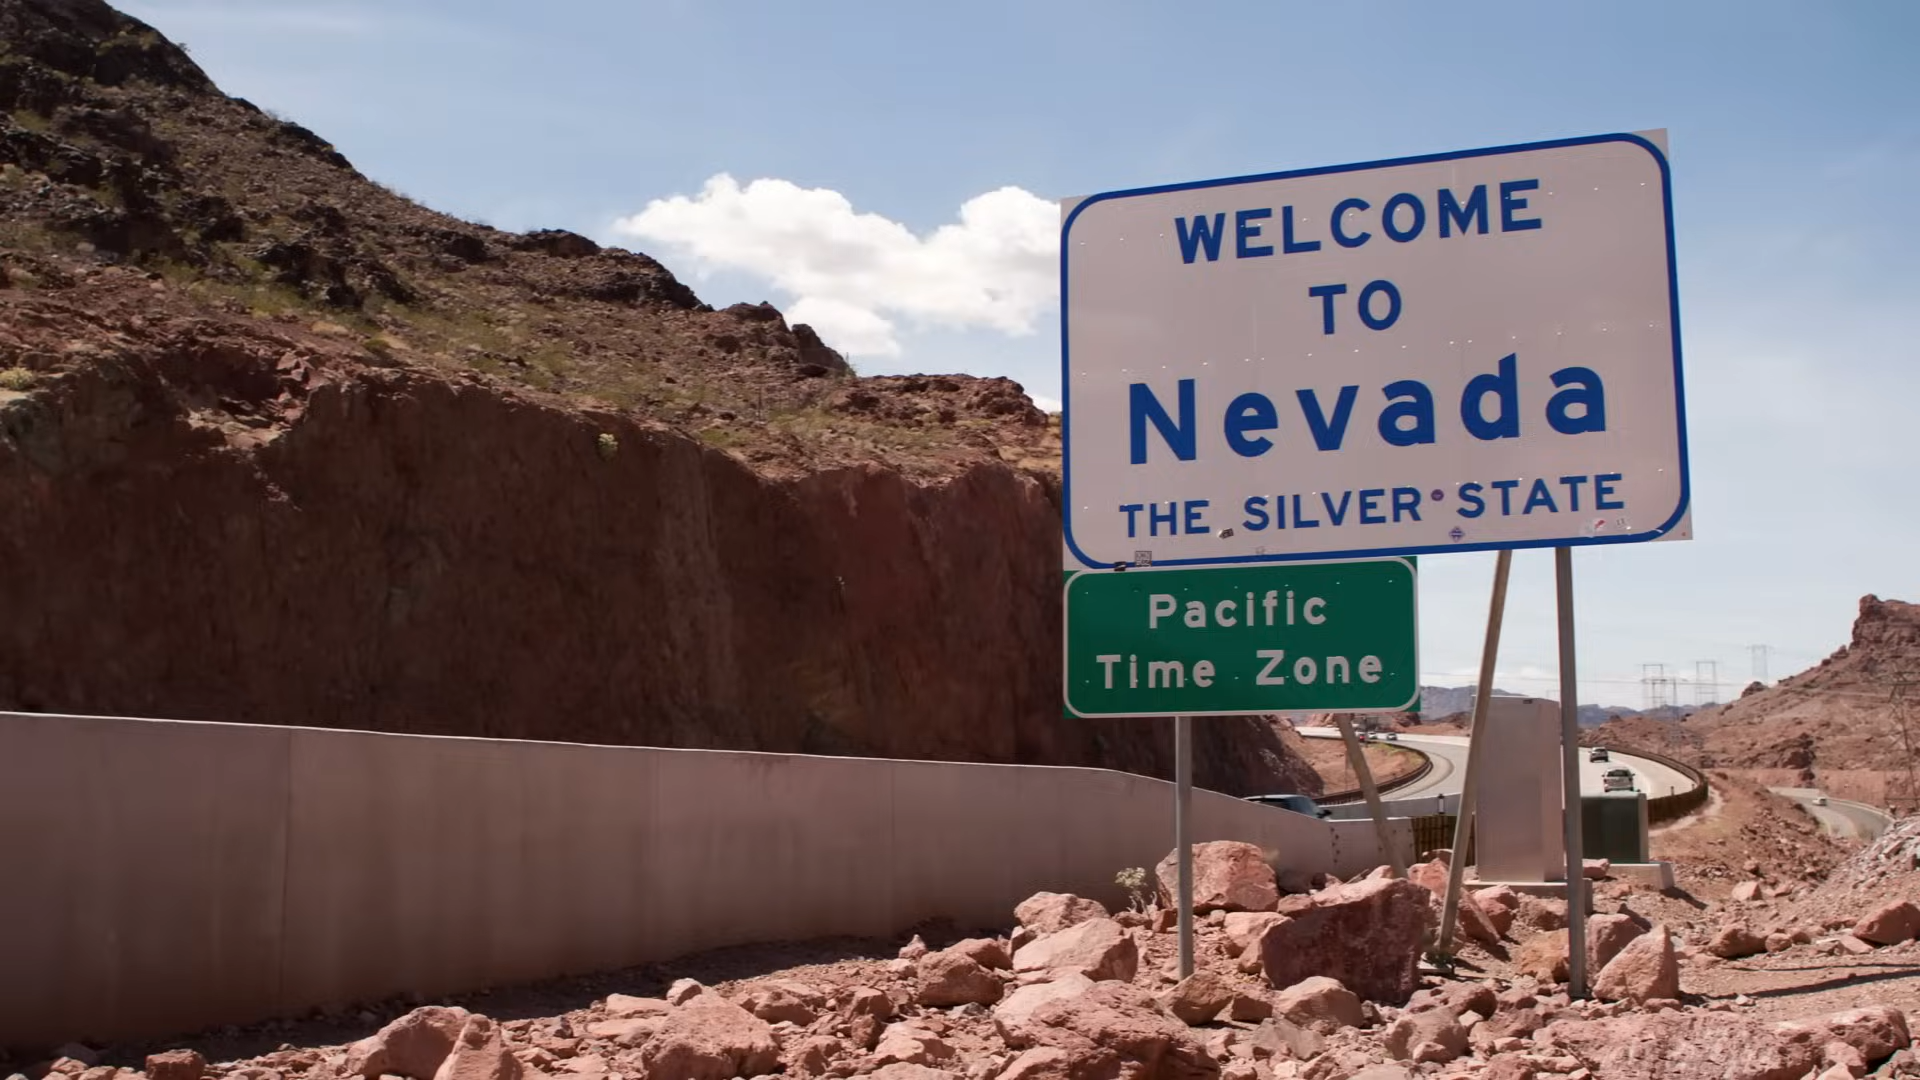 WELCOME
TO
Nevada
THE SILVER STATE
Pacific
Time Zone